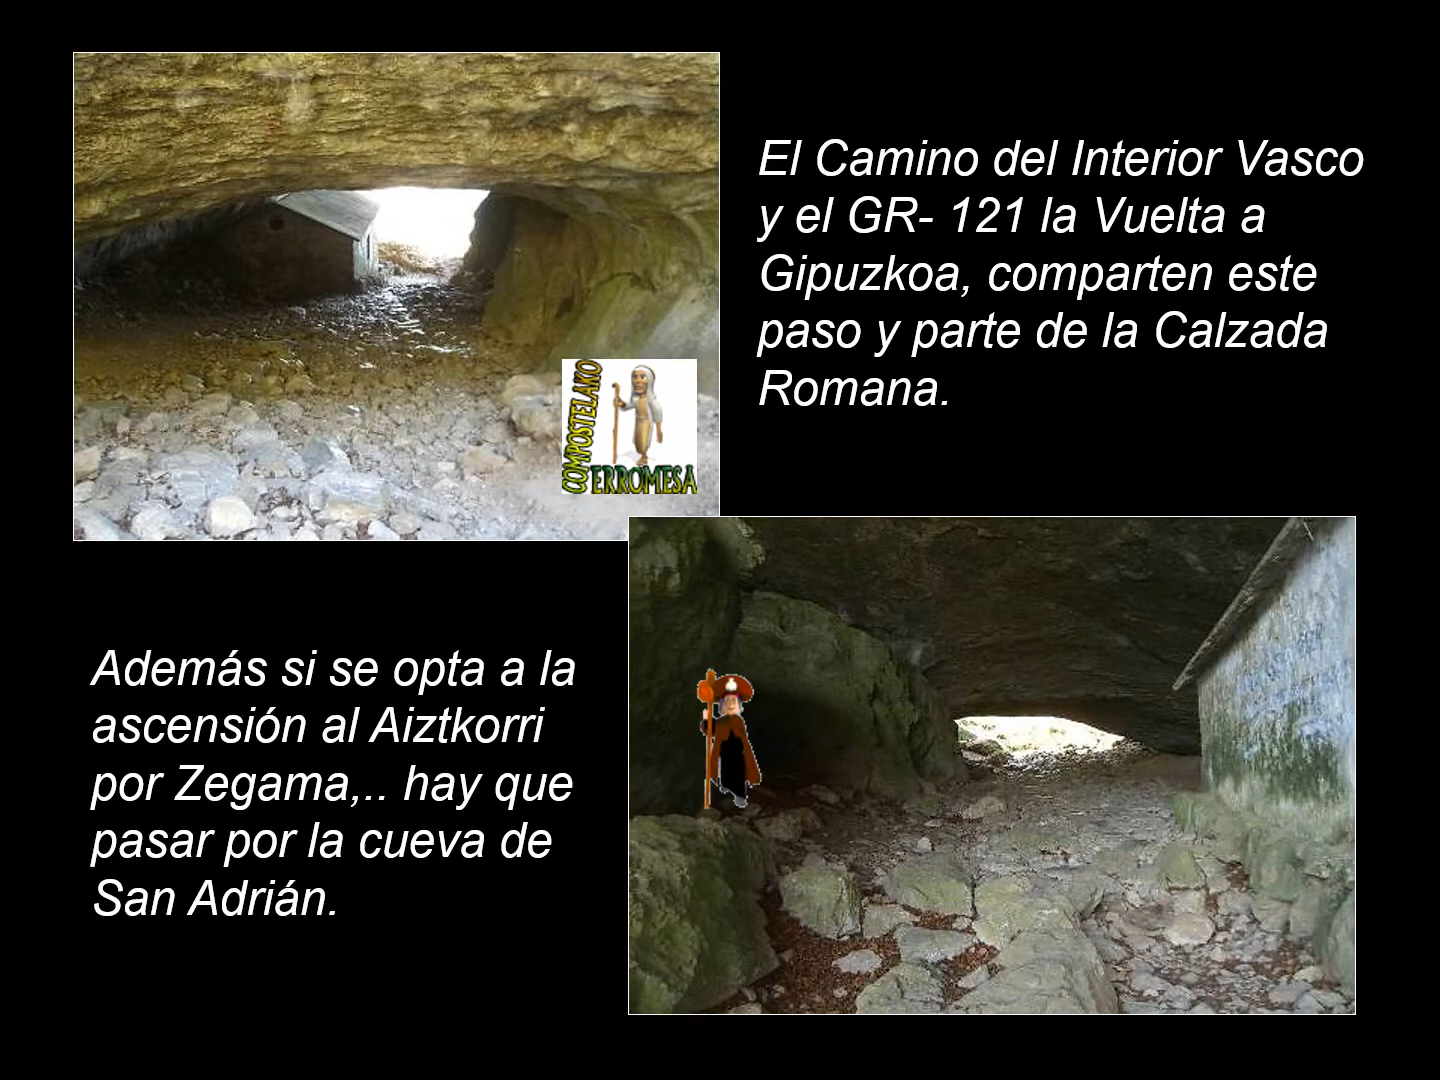 El Camino del Interior Vasco
y el GR- 121 la Vuelta a
Gipuzkoa, comparten este
paso y parte de la Calzada
Romana.
COMPOSTELAKO
ERROMESA
Además si se opta a la
ascensión al Aiztkorri
por Zegama,.. hay que
pasar por la cueva de
San Adrián.